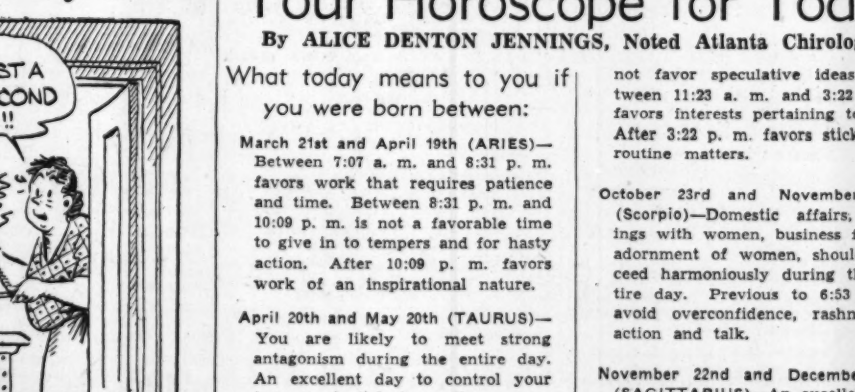 ST A
COND
!!
Your Horoscope for Tod
By ALICE DENTON JENNINGS, Noted Atlanta Chirolo
What today means to you if
you were born between:
March 21st and April 19th (ARIES)—
Between 7:07 a. m. and 8:31 p. m.
favors work that requires patience
and time. Between 8:31 p. m. and
10:09 p. m. is not a favorable time
to give in to tempers and for hasty
action. After 10:09 p. m. favors
work of an inspirational nature.
April 20th and May 20th (TAURUS)—
You are likely to meet strong
antagonism during the entire day.
An excellent day to control your
not favor speculative ideas
tween 11:23 a. m. and 3:22
favors interests pertaining to
After 3:22 p. m. favors stick
routine matters.
October 23rd and November
(Scorpio)—Domestic affairs,
ings with women, business
adornment of women, shoul
ceed harmoniously during th
tire day. Previous to 6:53
avoid overconfidence, rashn
action and talk.
November 22nd and Decembe
(SAGITTARIUS)—An excelle